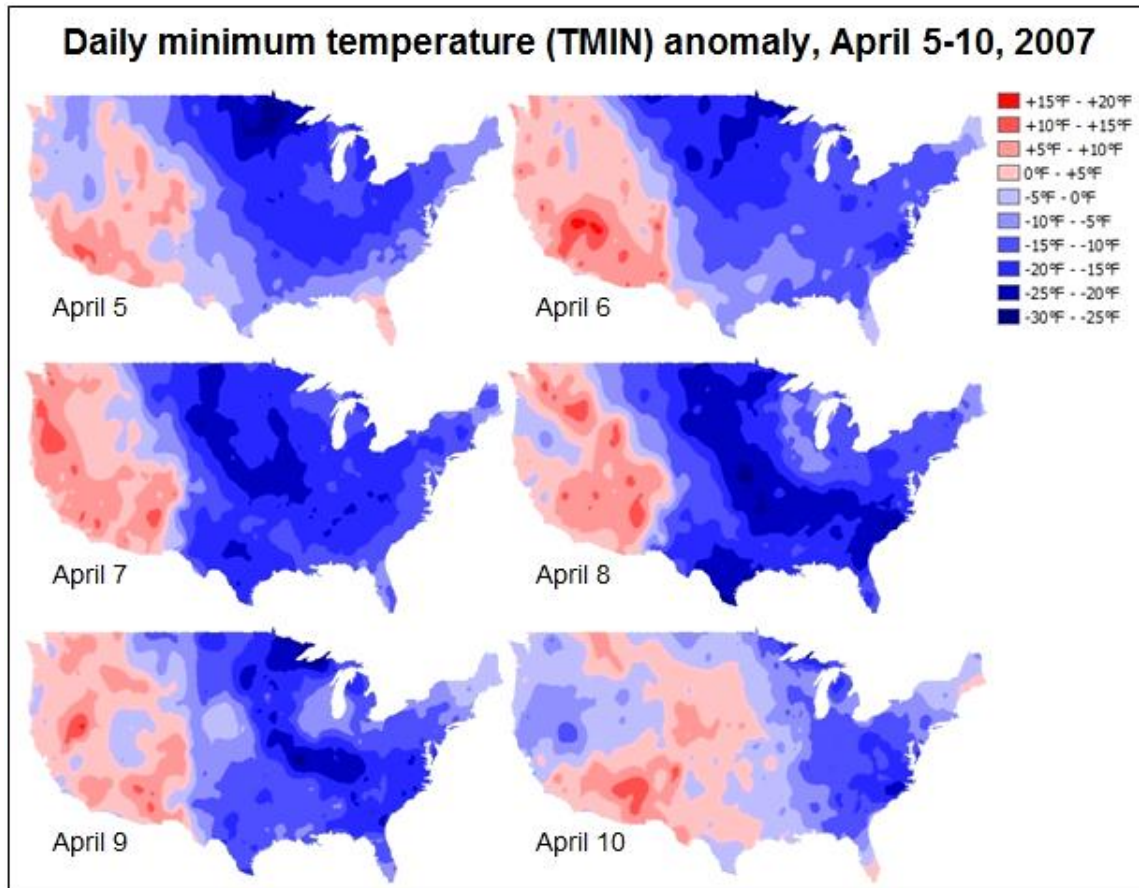 Daily minimum temperature (TMIN) anomaly, April 5-10, 2007
+15°F - +20°F
+10°F - +15°F
+5°F - +10°F
0°F - +5°F
-5°F - 0°F
-10°F - -5°F
-15°F - -10°F
-20°F - -15°F
-25°F - -20°F
-30°F - -25°F
April 5
April 6
April 7
April 8
April 9
April 10